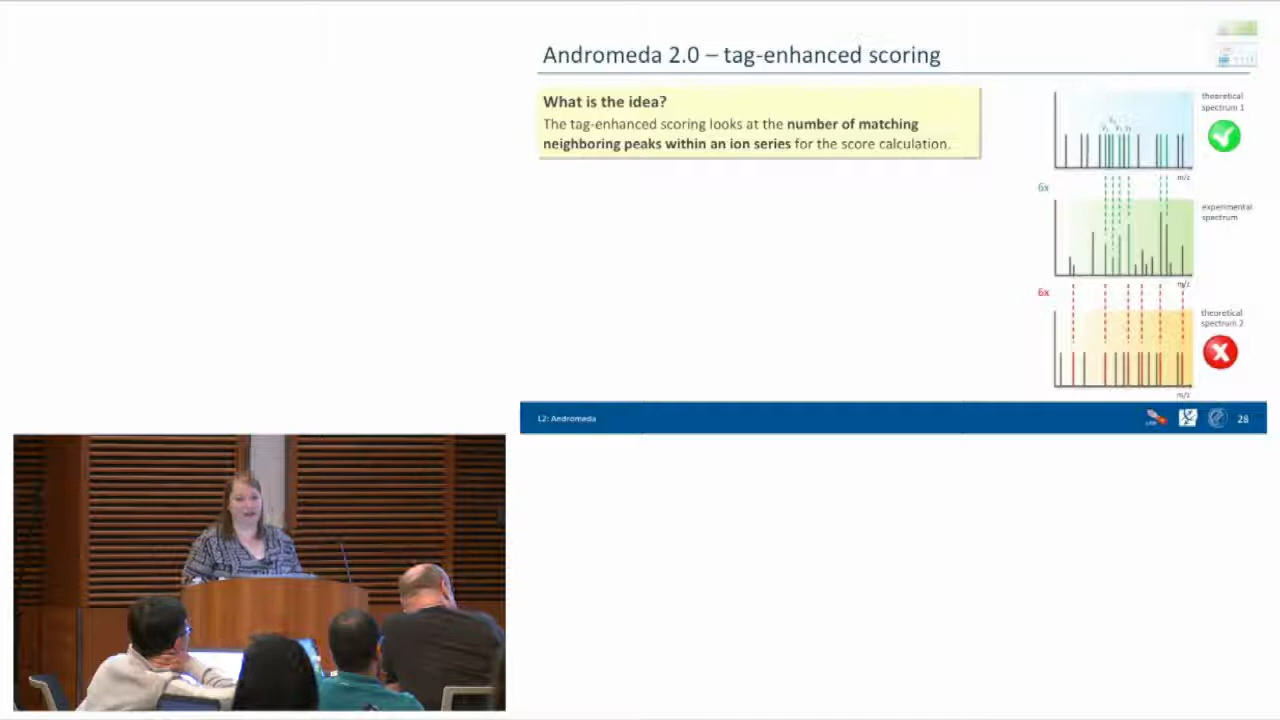 Andromeda 2.0 – tag-enhanced scoring
What is the idea?
The tag-enhanced scoring looks at the number of matching
neighboring peaks within an ion series for the score calculation.
theoretical
spectrum 1
m/z
6x
experimental
spectrum
m/z
6x
theoretical
spectrum 2
m/z
L2: Andromeda
28